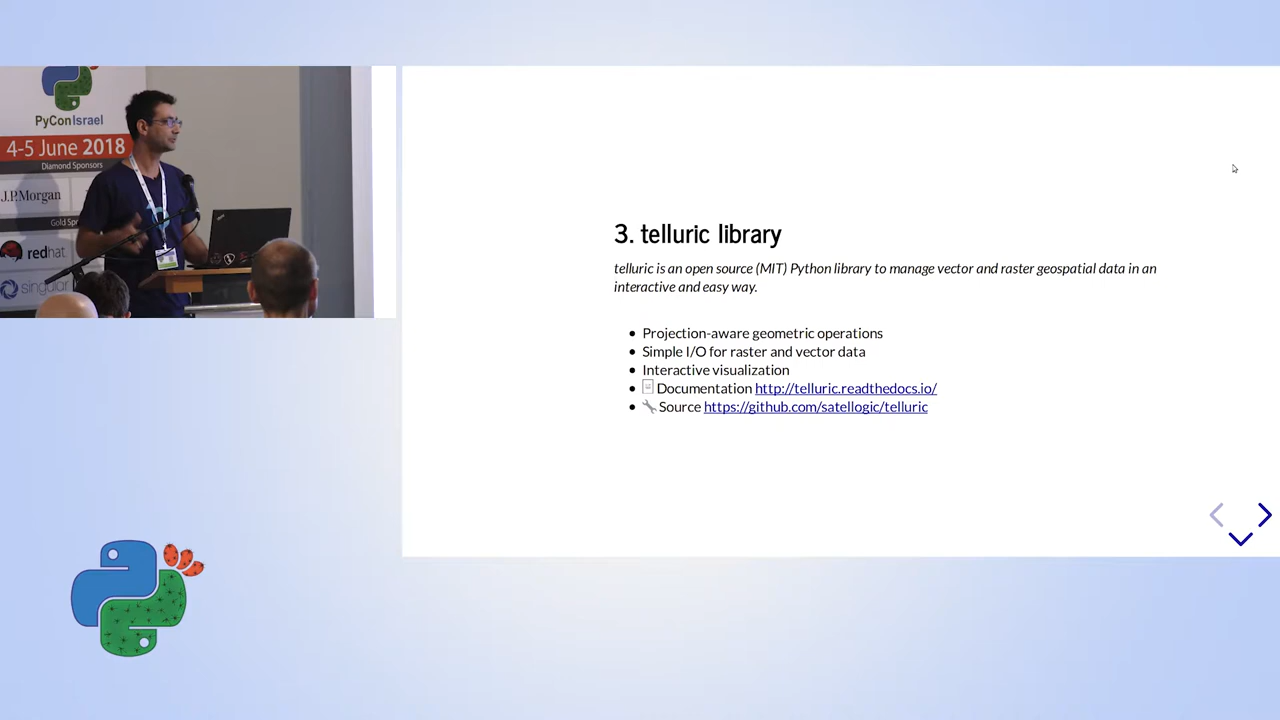 PyConIsrael
4-5 June 2018
Diamond Sponsors
J.P.Morgan
Gold
redhat
singular
3. telluric library
telluric is an open source (MIT) Python library to manage vector and raster geospatial data in an
interactive and easy way.
• Projection-aware geometric operations
• Simple I/O for raster and vector data
• Interactive visualization
• Documentation http://telluric.readthedocs.io/
• Source https://github.com/satellogic/telluric